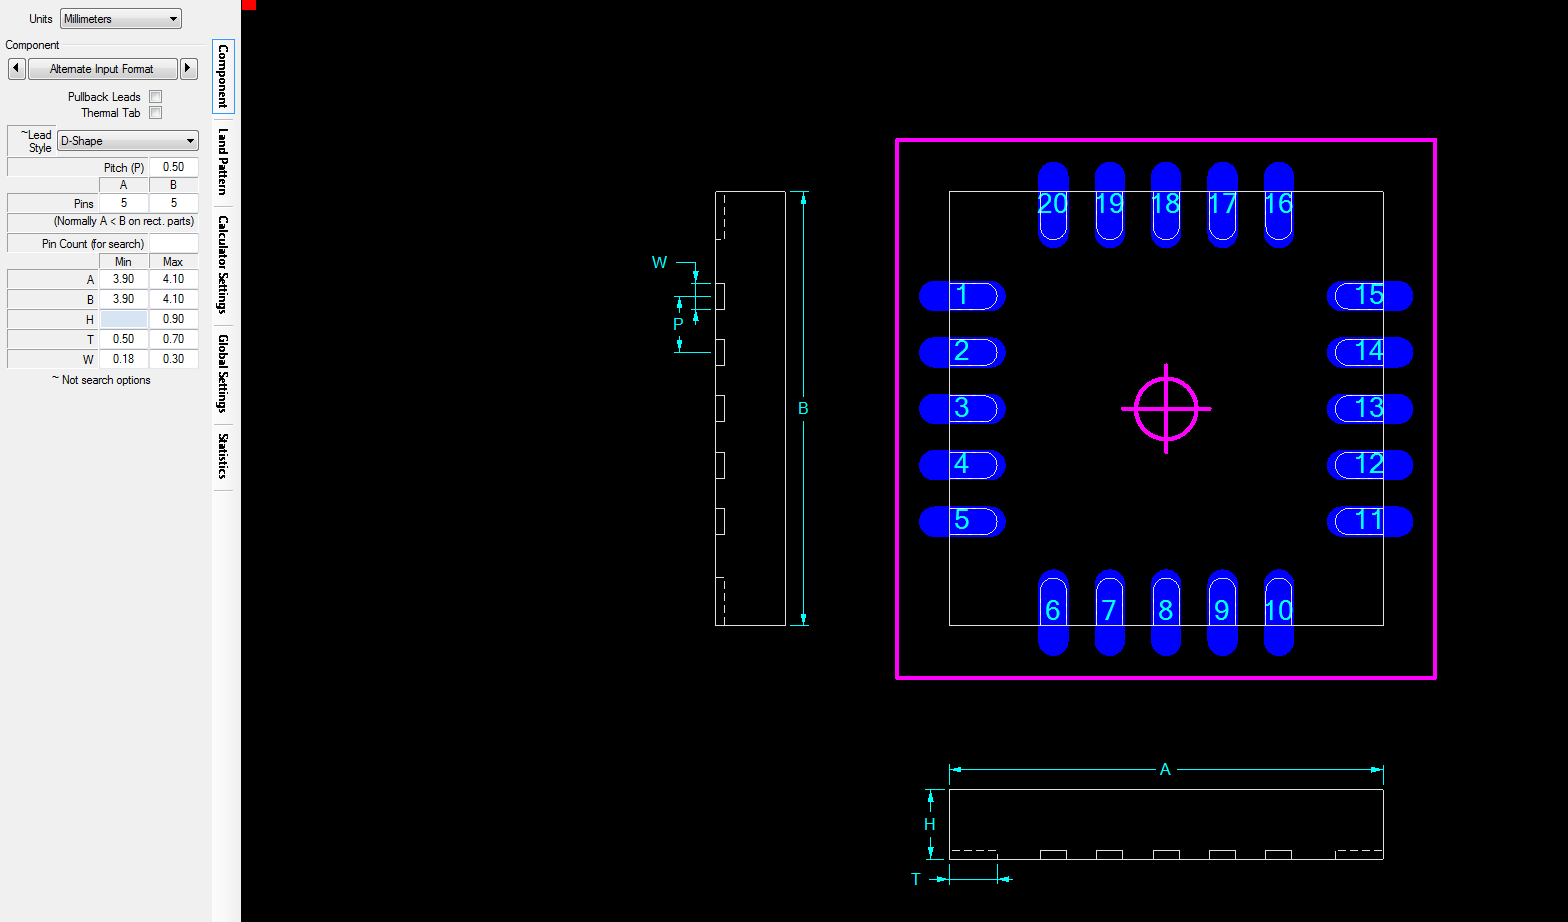 Units Millimeters
Component
Alternate Input Format
Pullback Leads
Thermal Tab
~Lead Style D-Shape
Pitch (P) 0.50
A B
Pins 5 5
(Normally A < B on rect. parts)
Pin Count (for search)
Min Max
A 3.90 4.10
B 3.90 4.10
H 0.90
T 0.50 0.70
W 0.18 0.30
~ Not search options
Component
Land Pattern
Calculator Settings
Global Settings
Statistics
W
P
B
20 19 18 17 16
1 15
2 14
3 13
4 12
5 11
6 7 8 9 10
A
H
T